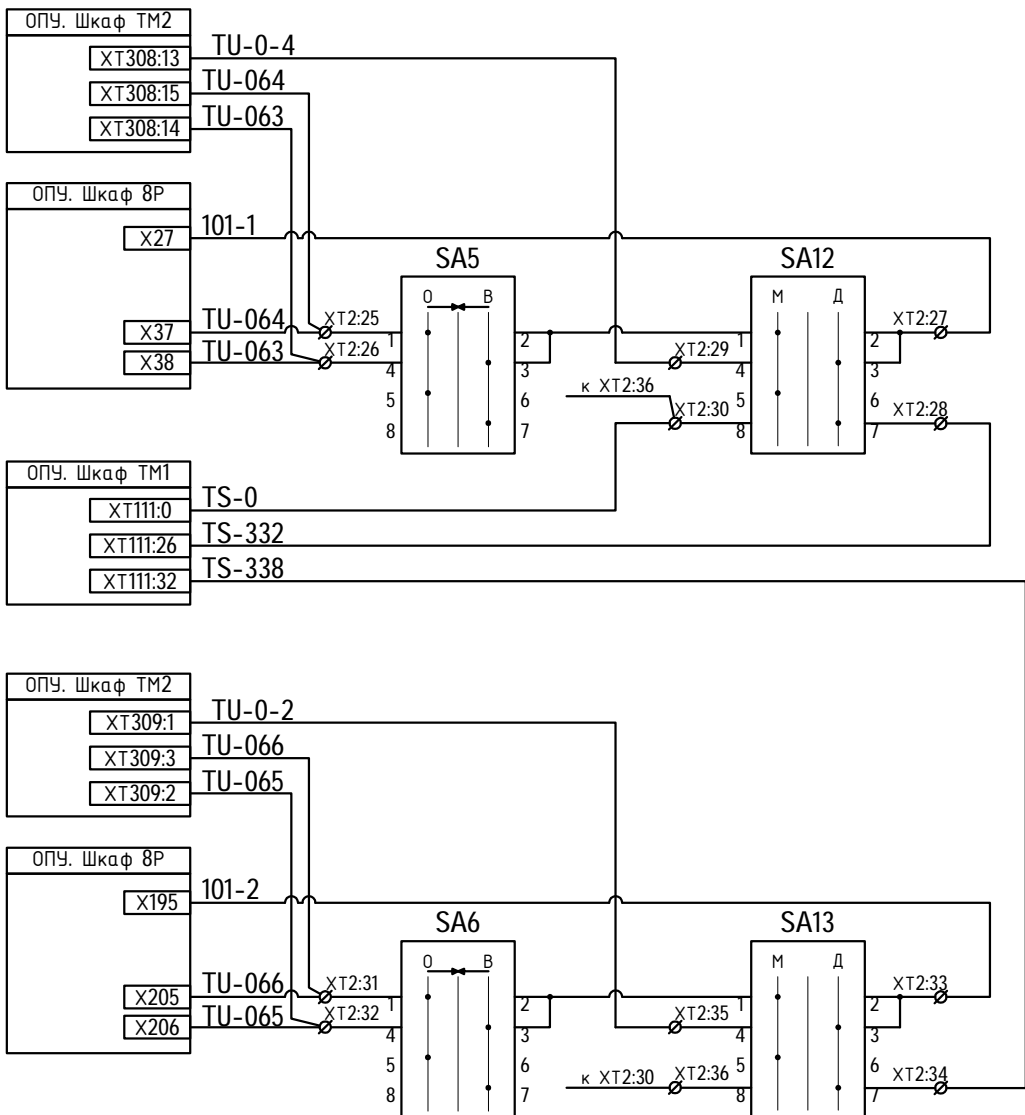 ОПУ. Шкаф ТМ2
XT308:13 TU-0-4
XT308:15 TU-064
XT308:14 TU-063
ОПУ. Шкаф 8Р
X27 101-1
SA5 SA12
О В М Д
X37 TU-064 XT2:25 1 2 1 2 XT2:27
X38 TU-063 XT2:26 4 3 XT2:29 4 3
к XT2:36
5 6 5 6
8 7 XT2:30 8 7 XT2:28
ОПУ. Шкаф ТМ1
XT111:0 TS-0
XT111:26 TS-332
XT111:32 TS-338
ОПУ. Шкаф ТМ2
XT309:1 TU-0-2
XT309:3 TU-066
XT309:2 TU-065
ОПУ. Шкаф 8Р
X195 101-2
SA6 SA13
О В М Д
X205 TU-066 XT2:31 1 2 1 2 XT2:33
X206 TU-065 XT2:32 4 3 XT2:35 4 3
5 6 5 6
8 7 к XT2:30 XT2:36 8 7 XT2:34